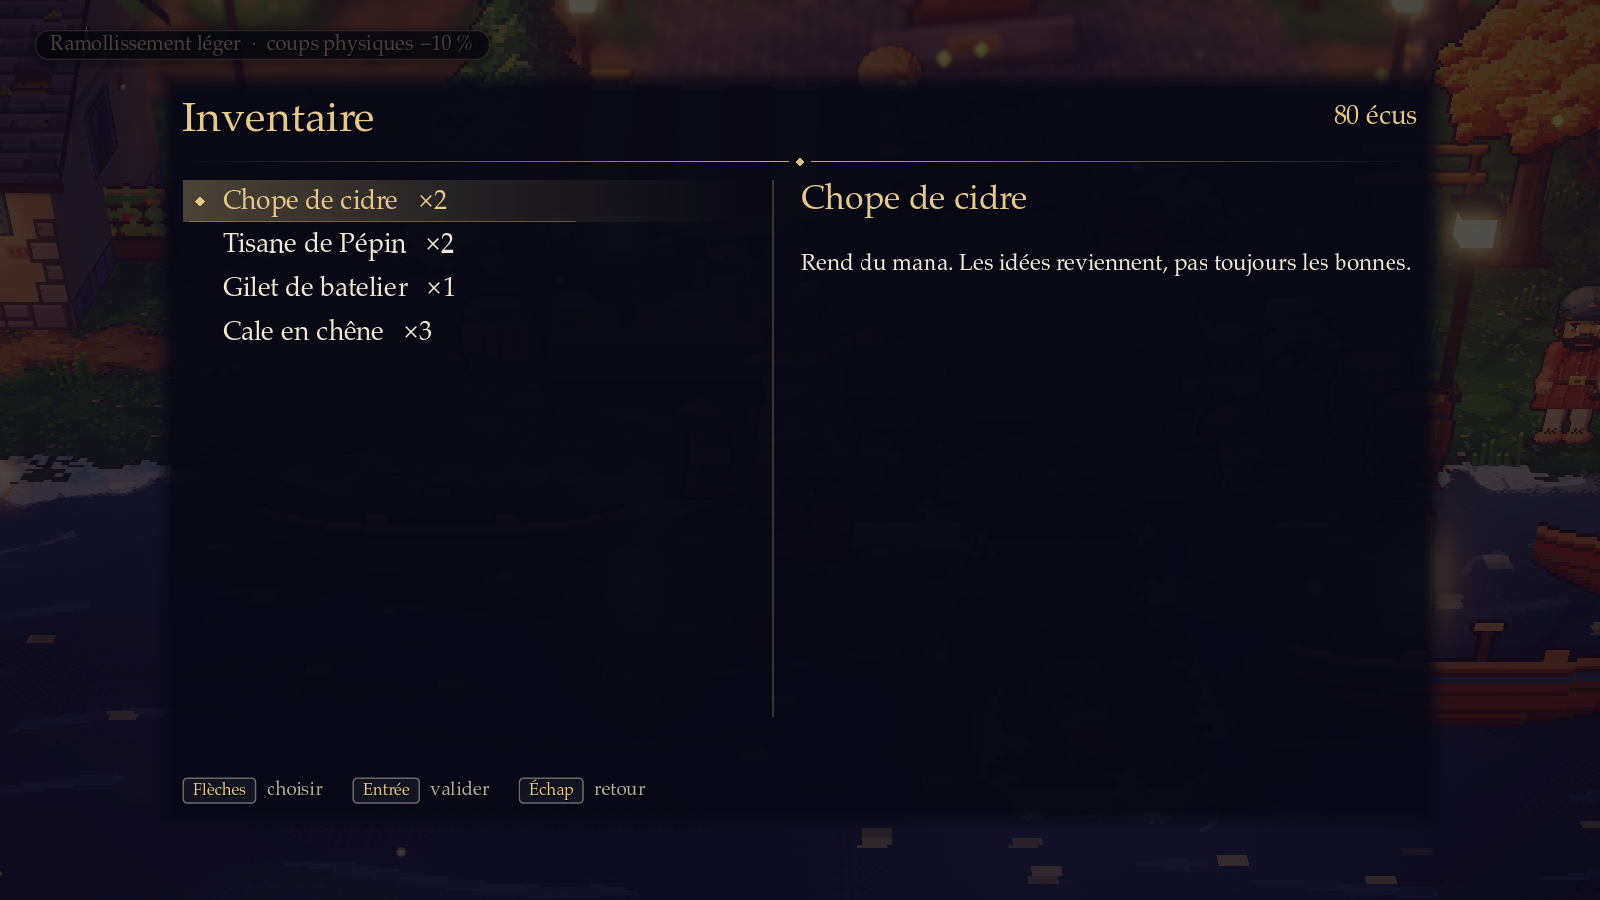 Ramollissement léger · coups physiques −10 %
Inventaire
80 écus
Chope de cidre ×2
Tisane de Pépin ×2
Gilet de batelier ×1
Cale en chêne ×3
Chope de cidre
Rend du mana. Les idées reviennent, pas toujours les bonnes.
Flèches choisir Entrée valider Échap retour